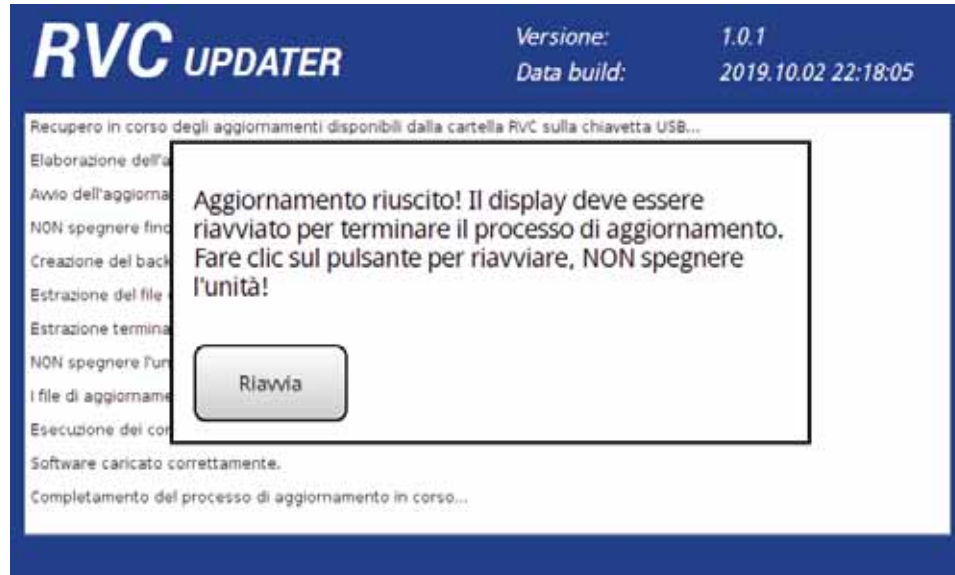 RVC UPDATER
Versione: 1.0.1
Data build: 2019.10.02 22:18:05
Recupero in corso degli aggiornamenti disponibili dalla cartella RVC sulla chiavetta USB...
Elaborazione dell'a
Avvio dell'aggiorna
NON spegnere fino
Creazione del back
Estrazione del file
Estrazione termina
NON spegnere l'un
I file di aggiorname
Esecuzione dei co
Software caricato correttamente.
Completamento del processo di aggiornamento in corso...
Aggiornamento riuscito! Il display deve essere
riavviato per terminare il processo di aggiornamento.
Fare clic sul pulsante per riavviare, NON spegnere
l'unità!
Riavvia